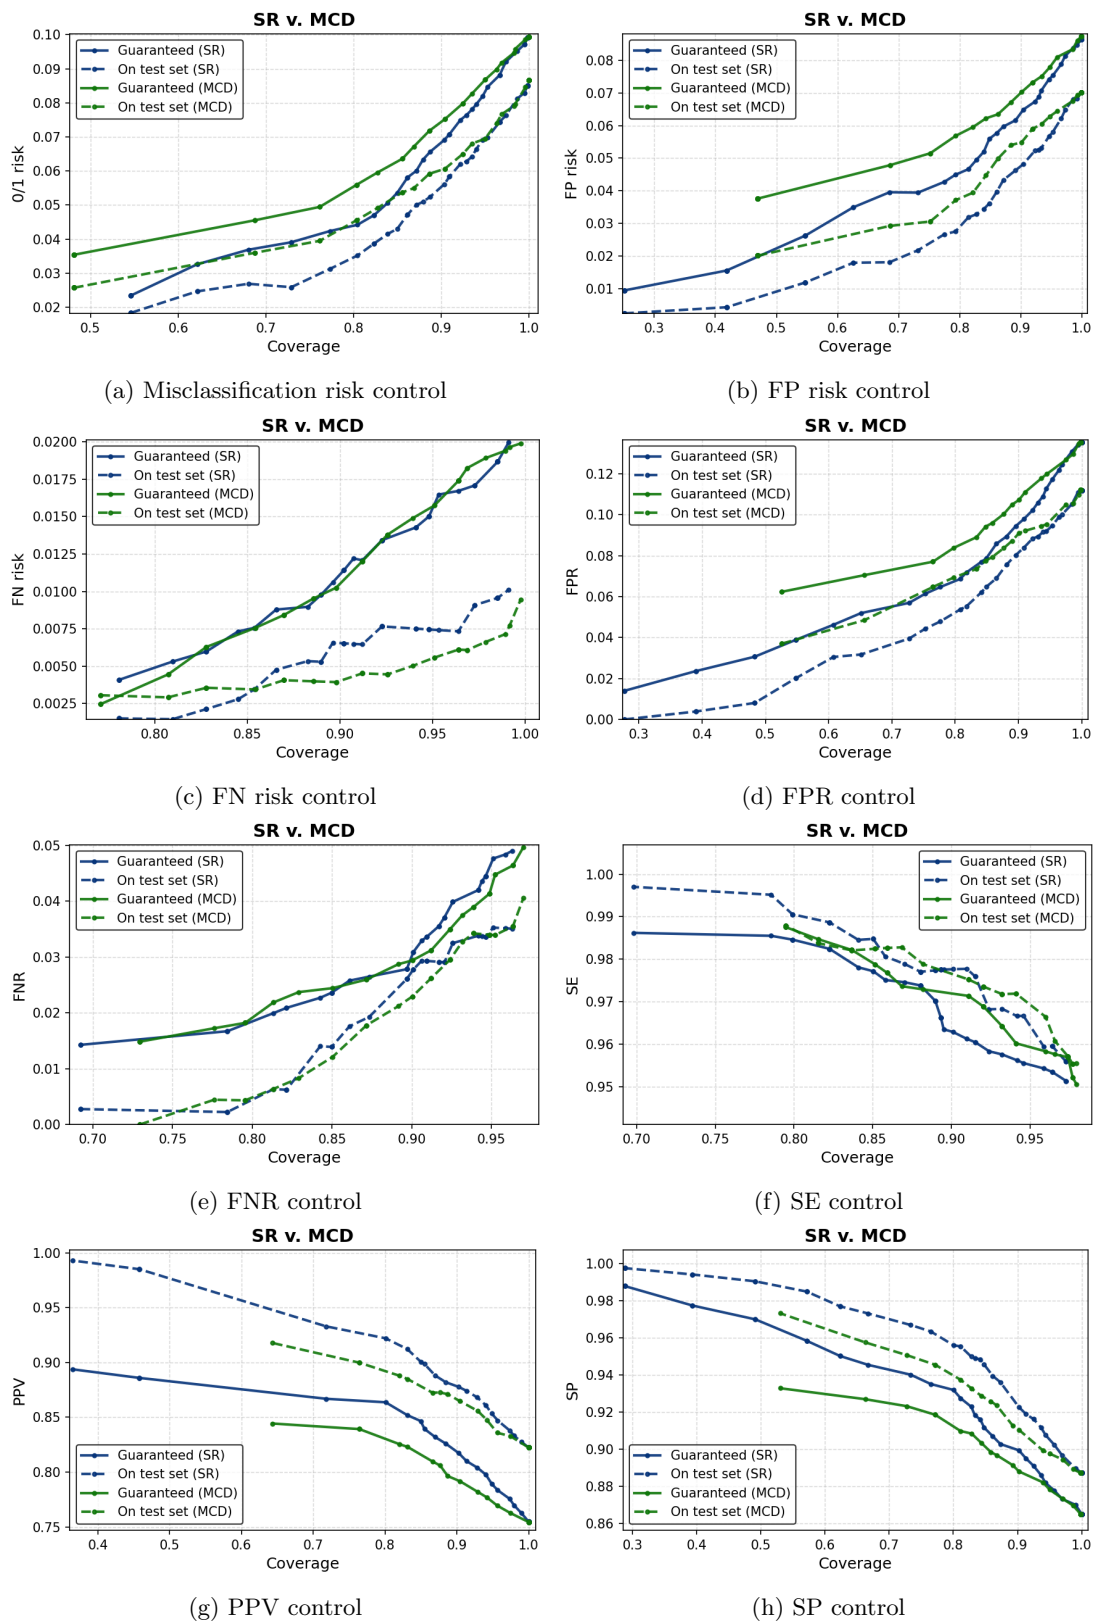 SR v. MCD
Guaranteed (SR)
On test set (SR)
Guaranteed (MCD)
On test set (MCD)
0.10
0.09
0.08
0.07
0.06
0.05
0.04
0.03
0.02
0/1 risk
0.5 0.6 0.7 0.8 0.9 1.0
Coverage
(a) Misclassification risk control
SR v. MCD
Guaranteed (SR)
On test set (SR)
Guaranteed (MCD)
On test set (MCD)
0.08
0.07
0.06
0.05
0.04
0.03
0.02
0.01
FP risk
0.3 0.4 0.5 0.6 0.7 0.8 0.9 1.0
Coverage
(b) FP risk control
SR v. MCD
Guaranteed (SR)
On test set (SR)
Guaranteed (MCD)
On test set (MCD)
0.0200
0.0175
0.0150
0.0125
0.0100
0.0075
0.0050
0.0025
FN risk
0.80 0.85 0.90 0.95 1.00
Coverage
(c) FN risk control
SR v. MCD
Guaranteed (SR)
On test set (SR)
Guaranteed (MCD)
On test set (MCD)
0.12
0.10
0.08
0.06
0.04
0.02
0.00
FPR
0.3 0.4 0.5 0.6 0.7 0.8 0.9 1.0
Coverage
(d) FPR control
SR v. MCD
Guaranteed (SR)
On test set (SR)
Guaranteed (MCD)
On test set (MCD)
0.05
0.04
0.03
0.02
0.01
0.00
FNR
0.70 0.75 0.80 0.85 0.90 0.95
Coverage
(e) FNR control
SR v. MCD
Guaranteed (SR)
On test set (SR)
Guaranteed (MCD)
On test set (MCD)
1.00
0.99
0.98
0.97
0.96
0.95
SE
0.70 0.75 0.80 0.85 0.90 0.95
Coverage
(f) SE control
SR v. MCD
1.00
0.95
0.90
0.85
0.80
0.75
PPV
Guaranteed (SR)
On test set (SR)
Guaranteed (MCD)
On test set (MCD)
0.4 0.5 0.6 0.7 0.8 0.9 1.0
Coverage
(g) PPV control
SR v. MCD
1.00
0.98
0.96
0.94
0.92
0.90
0.88
0.86
SP
Guaranteed (SR)
On test set (SR)
Guaranteed (MCD)
On test set (MCD)
0.3 0.4 0.5 0.6 0.7 0.8 0.9 1.0
Coverage
(h) SP control